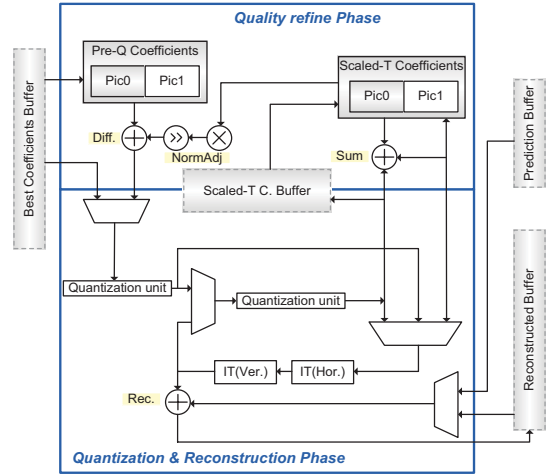 Quality refine Phase
Pre-Q Coefficients
Pic0 Pic1
Scaled-T Coefficients
Pic0 Pic1
Best Coefficients Buffer
Prediction Buffer
Diff.
>>
NormAdj
Sum
Scaled-T C. Buffer
Quantization unit
Quantization unit
Reconstructed Buffer
IT(Ver.)
IT(Hor.)
Rec.
Quantization & Reconstruction Phase